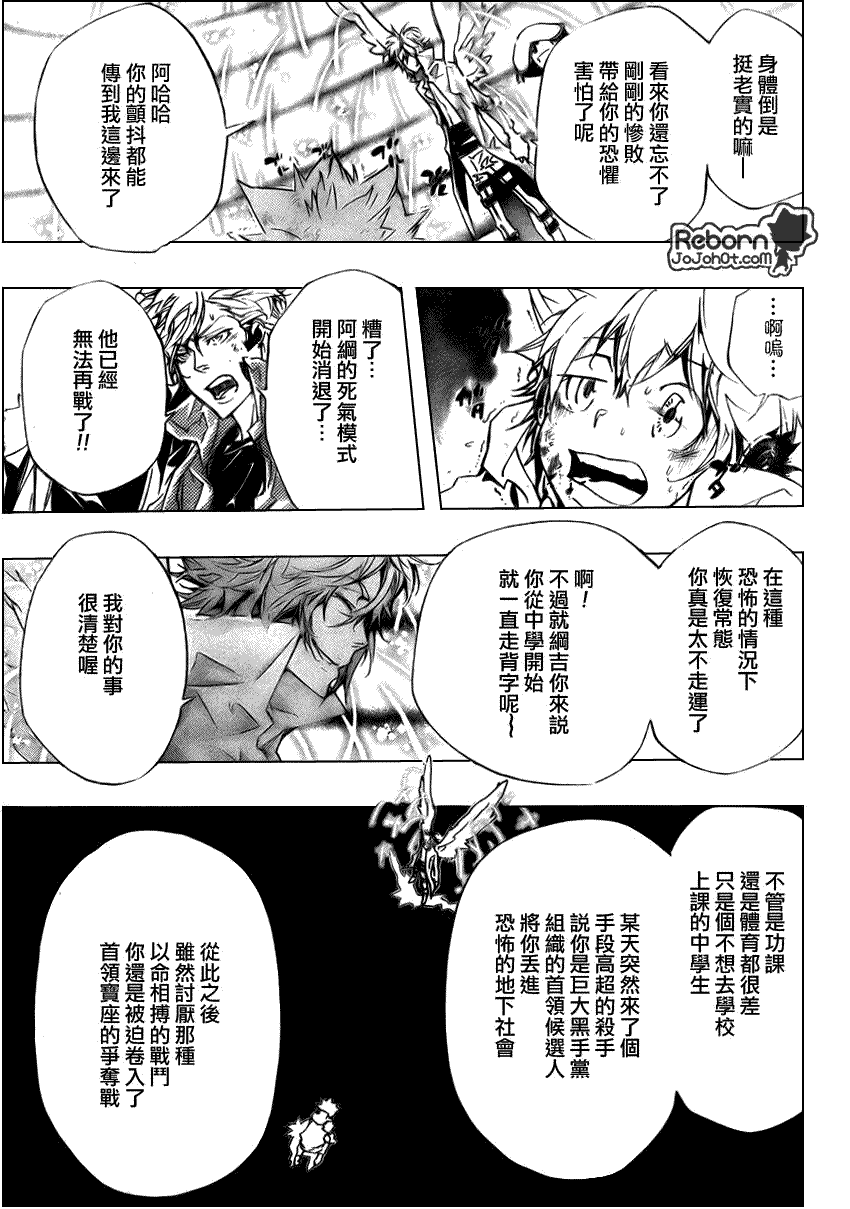 身體倒是
挺老實的嘛—
看來你還忘不了
剛剛的慘敗
帶給你的恐懼
害怕了呢
阿哈哈
你的顫抖都能
傳到我這邊來了
Reborn
JoJoHOt.com
…啊嗚…
糟了…
阿綱的死氣模式
開始消退了…
他已經
無法再戰了!!
在這種
恐怖的情況下
恢復常態
你真是太不走運了
啊！
不過就綱吉你來說
你從中學開始
就一直走背字呢~
我對你的事
很清楚喔
不管是功課
還是體育都很差
只是個不想去學校
上課的中學生
某天突然來了個
手段高超的殺手
說你是巨大黑手黨
組織的首領候選人
將你丟進
恐怖的地下社會
從此之後
雖然討厭那種
以命相搏的戰鬥
你還是被迫卷入了
首領寶座的爭奪戰